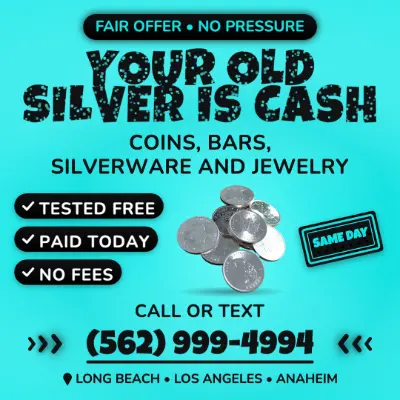 FAIR OFFER • NO PRESSURE
YOUR OLD
SILVER IS CASH
COINS, BARS,
SILVERWARE AND JEWELRY
TESTED FREE
PAID TODAY
NO FEES
SAME DAY
CALL OR TEXT
(562) 999-4994
LONG BEACH • LOS ANGELES • ANAHEIM